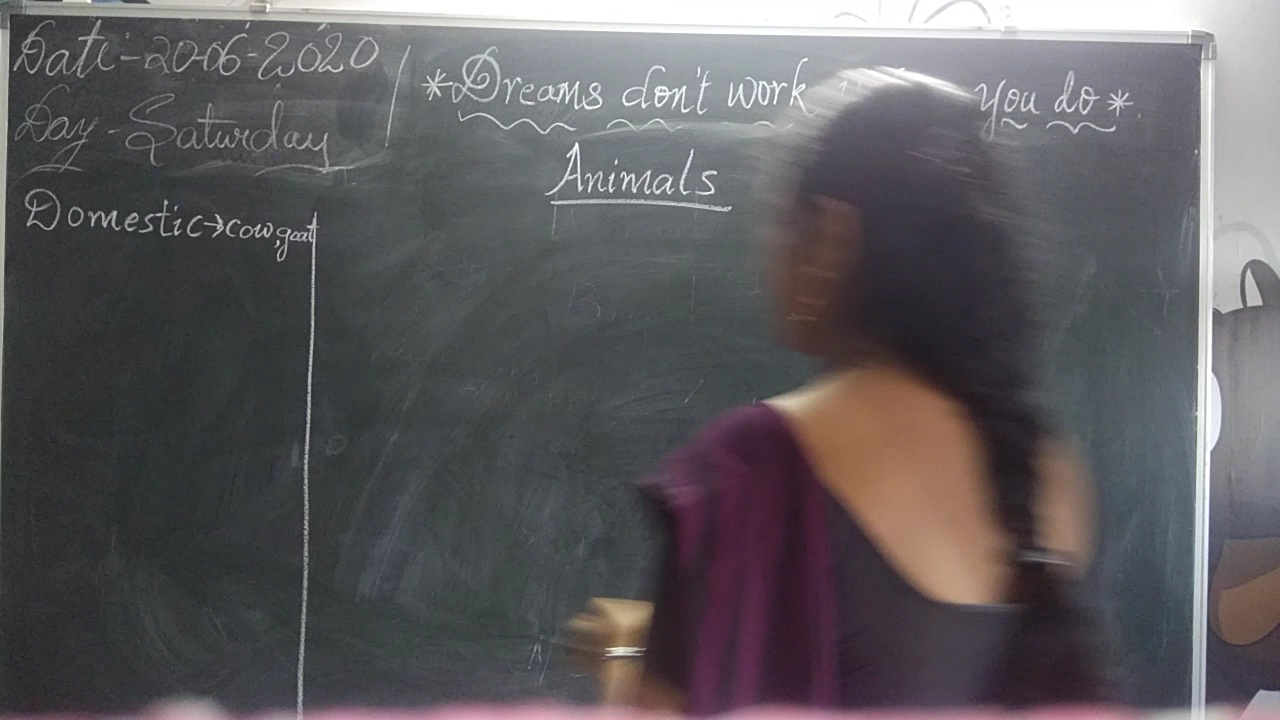 Date:-20-06-2020
Day-Saturday
*Dreams don't work you do*
Animals
Domestic→cow,goat